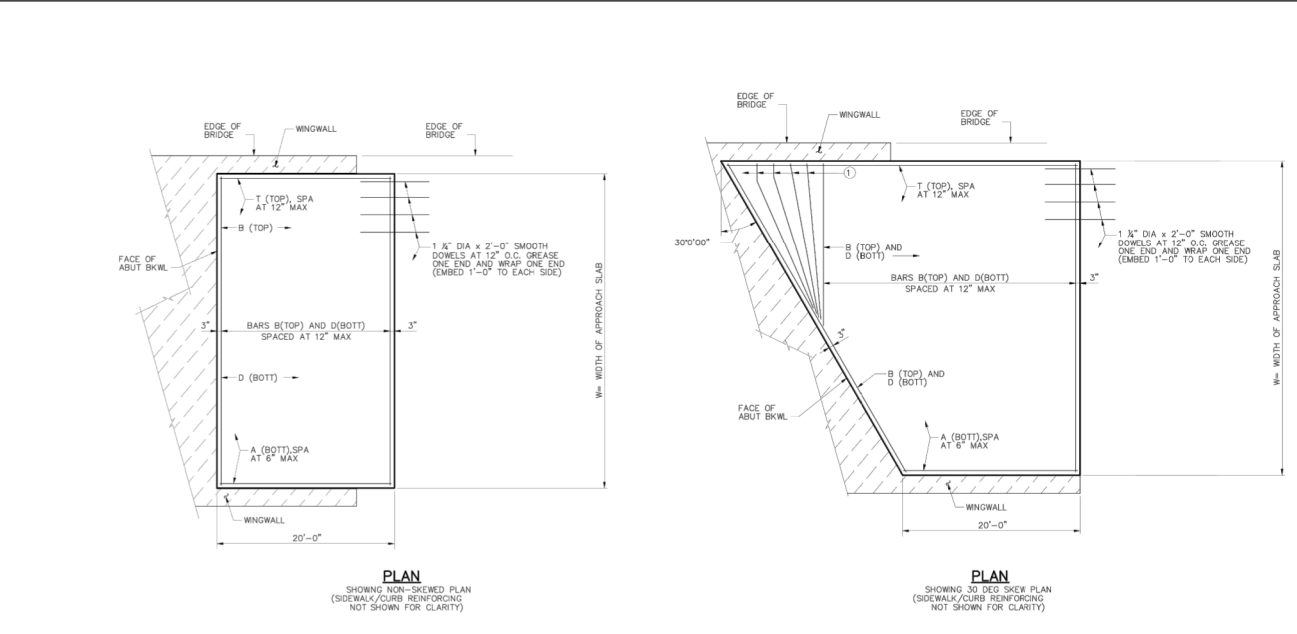 EDGE OF
BRIDGE
WINGWALL
EDGE OF
BRIDGE
T (TOP), SPA
AT 12" MAX
B (TOP)
1 ¼" DIA x 2'-0" SMOOTH
DOWELS AT 12" O.C. GREASE
ONE END AND WRAP ONE END
(EMBED 1'-0" TO EACH SIDE)
FACE OF
ABUT BKWL
3"
BARS B(TOP) AND D(BOTT)
SPACED AT 12" MAX
3"
W= WIDTH OF APPROACH SLAB
D (BOTT)
A (BOTT),SPA
AT 6" MAX
WINGWALL
20'-0"
PLAN
SHOWNG NON-SKEWED PLAN
(SIDEWALK/CURB REINFORCING
NOT SHOWN FOR CLARITY)
EDGE OF
BRIDGE
WINGWALL
EDGE OF
BRIDGE
1
T (TOP), SPA
AT 12" MAX
30°0'00"
B (TOP) AND
D (BOTT)
1 ¼" DIA x 2'-0" SMOOTH
DOWELS AT 12" O.C. GREASE
ONE END AND WRAP ONE END
(EMBED 1'-0" TO EACH SIDE)
BARS B(TOP) AND D(BOTT)
SPACED AT 12" MAX
3"
W= WIDTH OF APPROACH SLAB
3"
B (TOP) AND
D (BOTT)
FACE OF
ABUT BKWL
A (BOTT),SPA
AT 6" MAX
WINGWALL
20'-0"
PLAN
SHOWING 30 DEG SKEW PLAN
(SIDEWALK/CURB REINFORCING
NOT SHOWN FOR CLARITY)